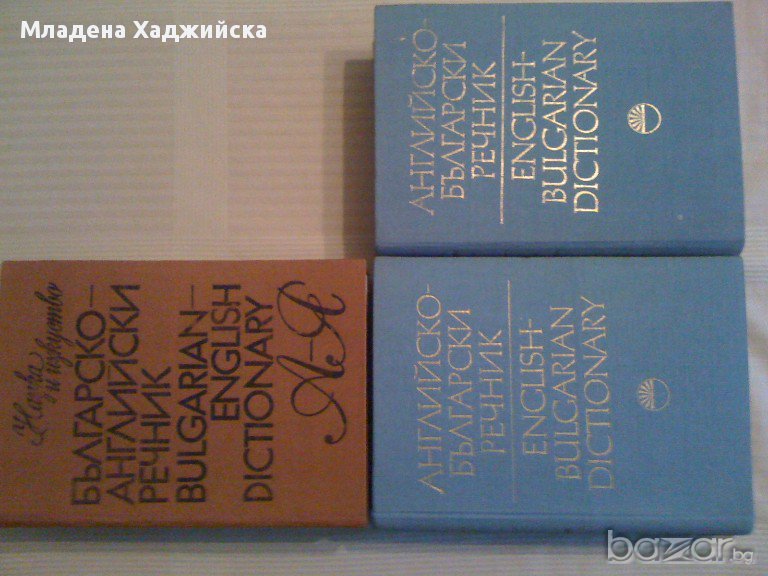 Младена Хаджийска
Наука
и изкуство
БЪЛГАРСКО-
АНГЛИЙСКИ
РЕЧНИК
BULGARIAN-
ENGLISH
DICTIONARY
А-Я
АНГЛИЙСКО-
БЪЛГАРСКИ
РЕЧНИК
ENGLISH-
BULGARIAN
DICTIONARY
АНГЛИЙСКО-
БЪЛГАРСКИ
РЕЧНИК
ENGLISH-
BULGARIAN
DICTIONARY
bazar.bg